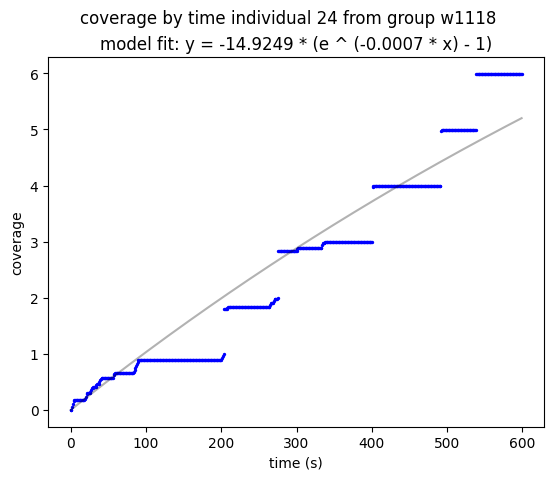 coverage by time individual 24 from group w1118
model fit: y = -14.9249 * (e ^ (-0.0007 * x) - 1)
6
5
4
3
2
1
0
coverage
0 100 200 300 400 500 600
time (s)